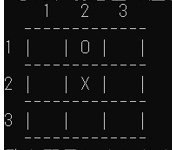 1 2 3
-------------
1 | | O | |
-------------
2 | | X | |
-------------
3 | | | |
-------------